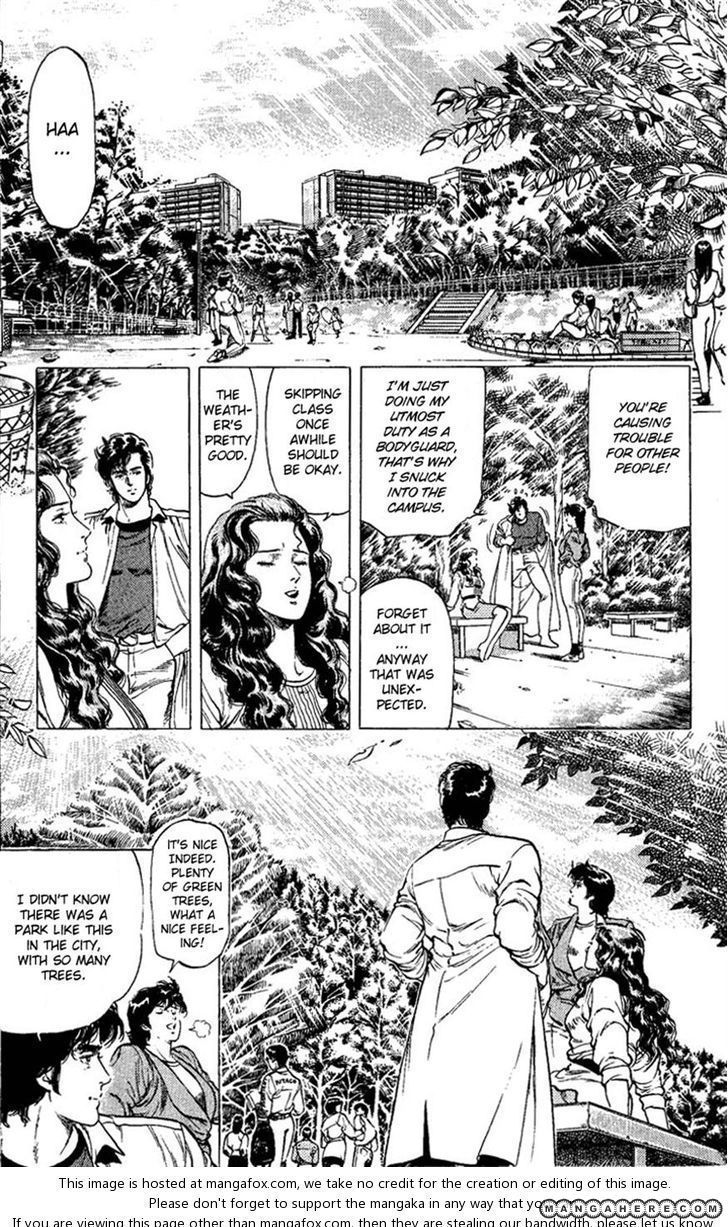 HAA
...
YOU'RE
CAUSING
TROUBLE
FOR OTHER
PEOPLE!
I'M JUST
DOING MY
UTMOST
DUTY AS A
BODYGUARD,
THAT'S WHY
I SNUCK
INTO THE
CAMPUS.
FORGET
ABOUT IT
...
ANYWAY
THAT WAS
UNEX-
PECTED.
SKIPPING
CLASS
ONCE
AWHILE
SHOULD
BE OKAY.
THE
WEATH-
ER'S
PRETTY
GOOD.
IT'S NICE
INDEED.
PLENTY
OF GREEN
TREES,
WHAT A
NICE FEEL-
ING!
I DIDN'T KNOW
THERE WAS A
PARK LIKE THIS
IN THE CITY,
WITH SO MANY
TREES.
This image is hosted at mangafox.com, we take no credit for the creation or editing of this image.
Please don't forget to support the mangaka in any way that
MANGAHERE.COM
If you are viewing this page other than mangafox.com, then they are stealing our bandwidth, please let us know.